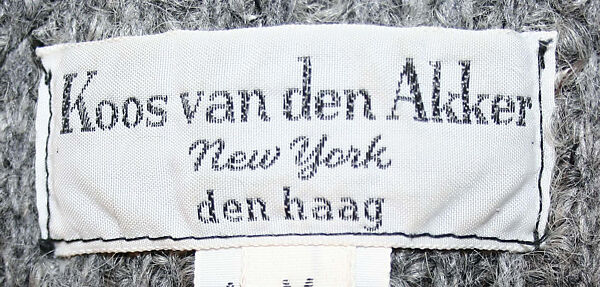 Koos van den Akker
New York
den haag